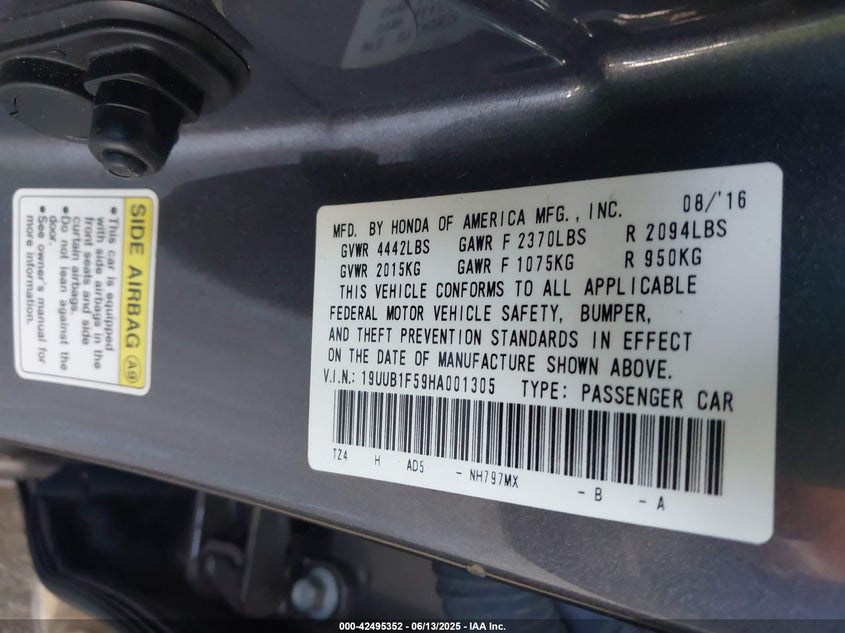 MFD. BY HONDA OF AMERICA MFG., INC. 08/'16
GVWR 4442LBS GAWR F 2370LBS R 2094LBS
GVWR 2015KG GAWR F 1075KG R 950KG
THIS VEHICLE CONFORMS TO ALL APPLICABLE
FEDERAL MOTOR VEHICLE SAFETY, BUMPER,
AND THEFT PREVENTION STANDARDS IN EFFECT
ON THE DATE OF MANUFACTURE SHOWN ABOVE.
V.I.N.: 19UUB1F59HA001305 TYPE: PASSENGER CAR
TZ4 H AD5 - NH797MX - B - A
SIDE AIRBAG A9
• This car is equipped
with side airbags in the
front seats and side
curtain airbags.
• Do not lean against the
door.
• See owner's manual for
more information.
000-42495352 - 06/13/2025 - IAA Inc.